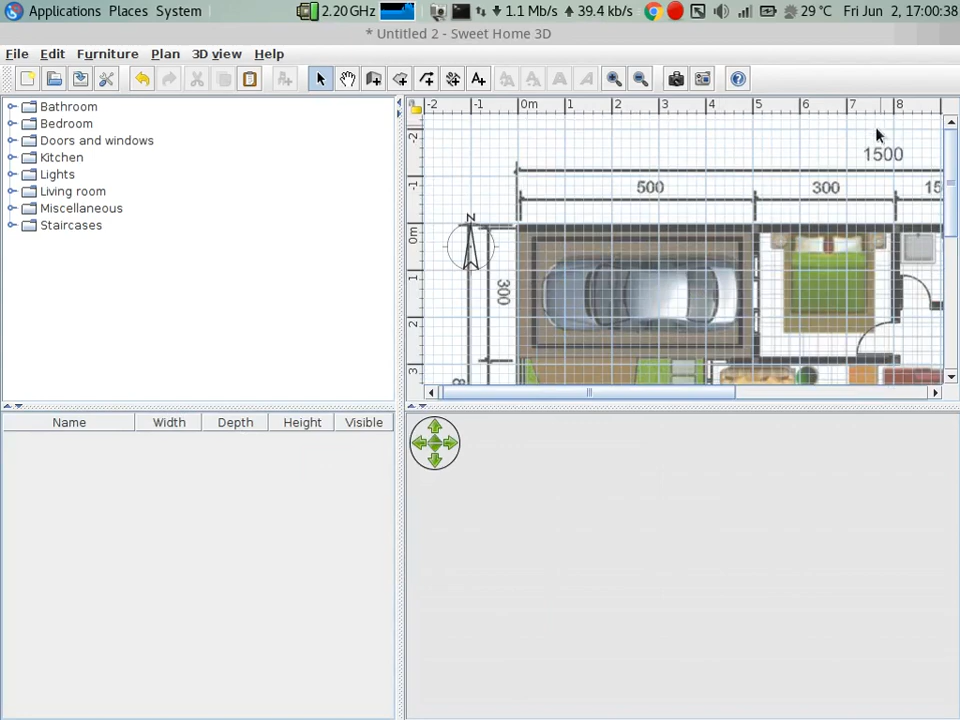 Applications Places System 2.20 GHz 1.1 Mb/s 39.4 kb/s 29 °C Fri Jun 2, 17:00:38
* Untitled 2 - Sweet Home 3D
File Edit Furniture Plan 3D view Help
Bathroom
Bedroom
Doors and windows
Kitchen
Lights
Living room
Miscellaneous
Staircases
Name Width Depth Height Visible
-2 -1 0m 1 2 3 4 5 6 7 8
-2
-1
0m
1
2
3
1500
500 300 15
N
300